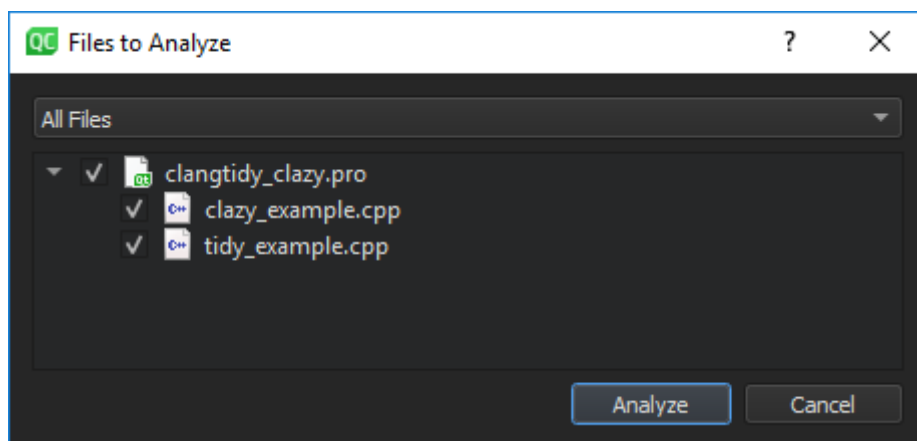 QC Files to Analyze ?
All Files
clangtidy_clazy.pro
clazy_example.cpp
tidy_example.cpp
Analyze Cancel